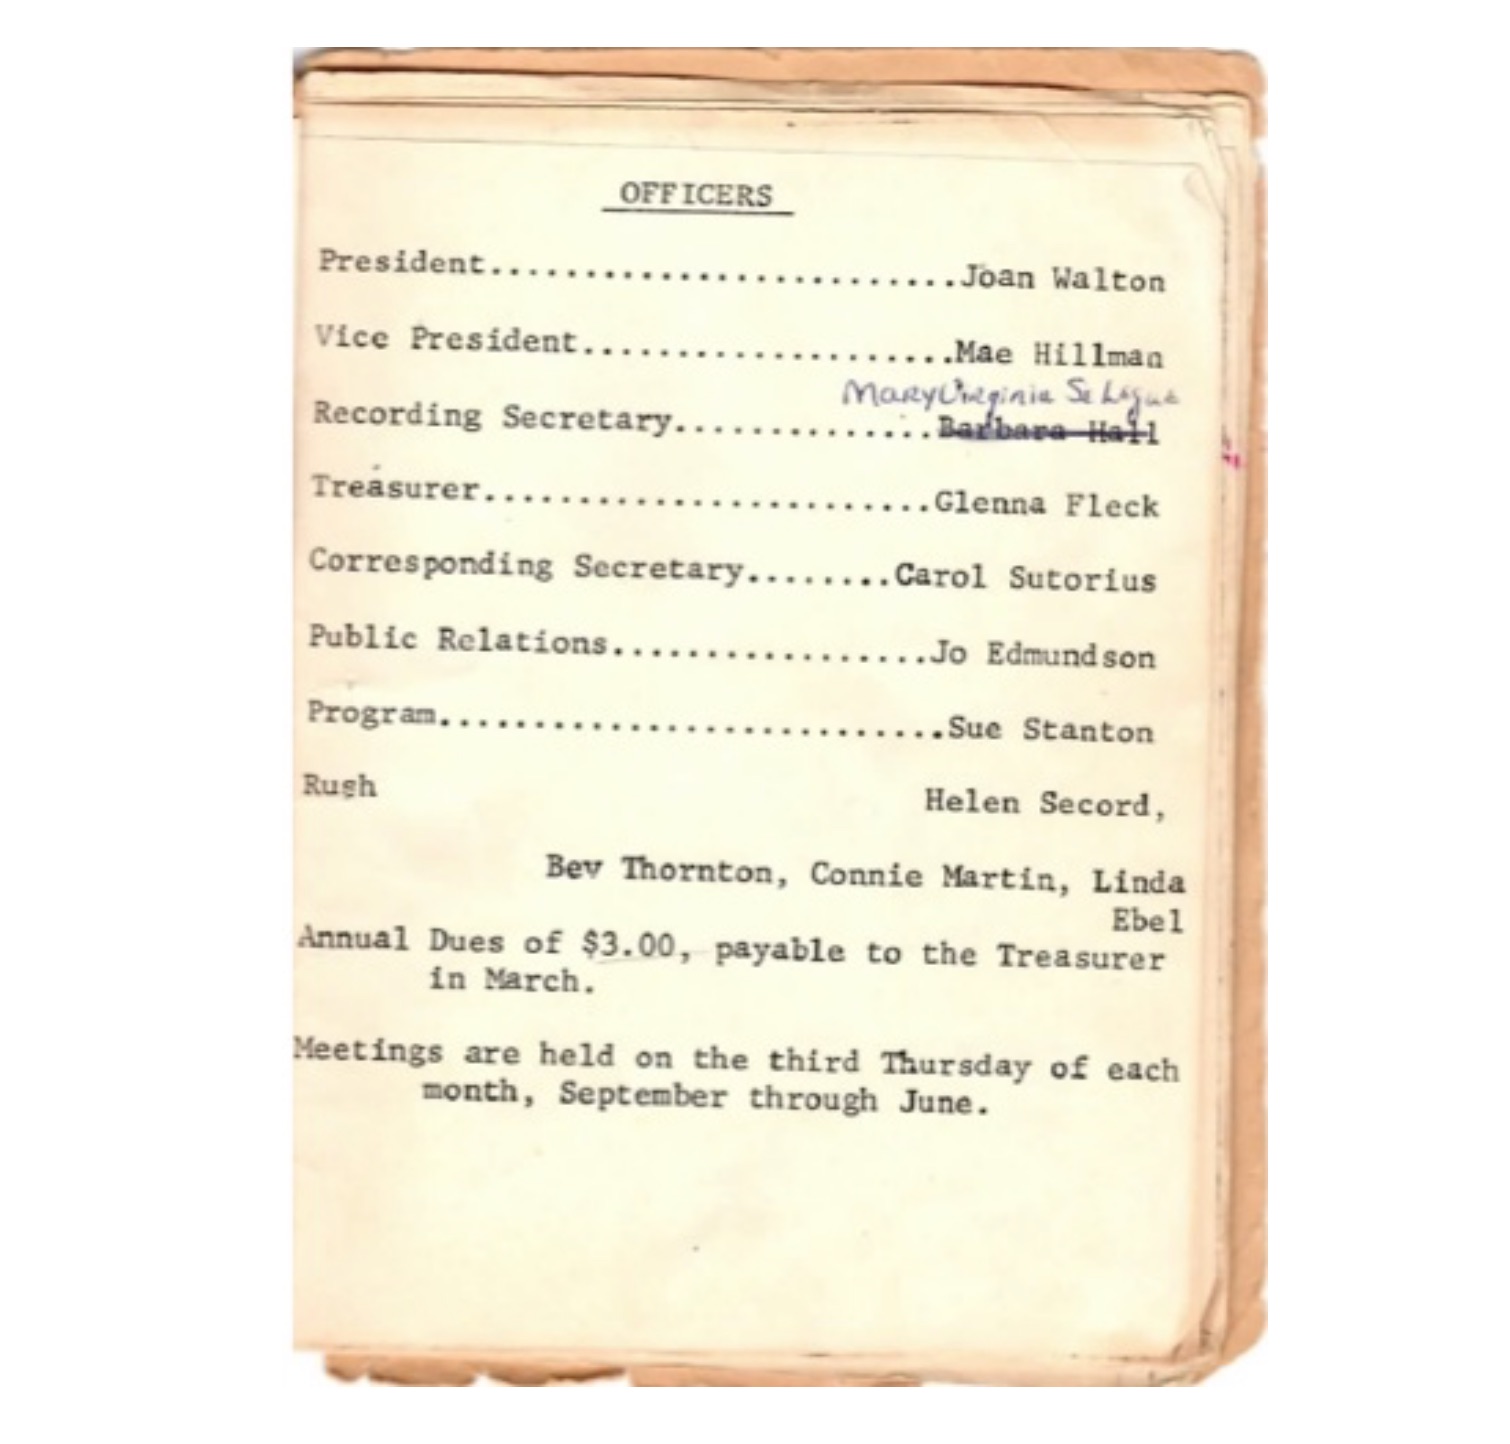 OFFICERS
President.........................Joan Walton
Vice President....................Mae Hillman
Mary Virginia
Recording Secretary..............Barbara Hall
Treasurer........................Glenna Fleck
Corresponding Secretary........Carol Sutorius
Public Relations.................Jo Edmundson
Program...........................Sue Stanton
Rush Helen Secord,
Bev Thornton, Connie Martin, Linda
Ebel
Annual Dues of $3.00, payable to the Treasurer
in March.
Meetings are held on the third Thursday of each
month, September through June.